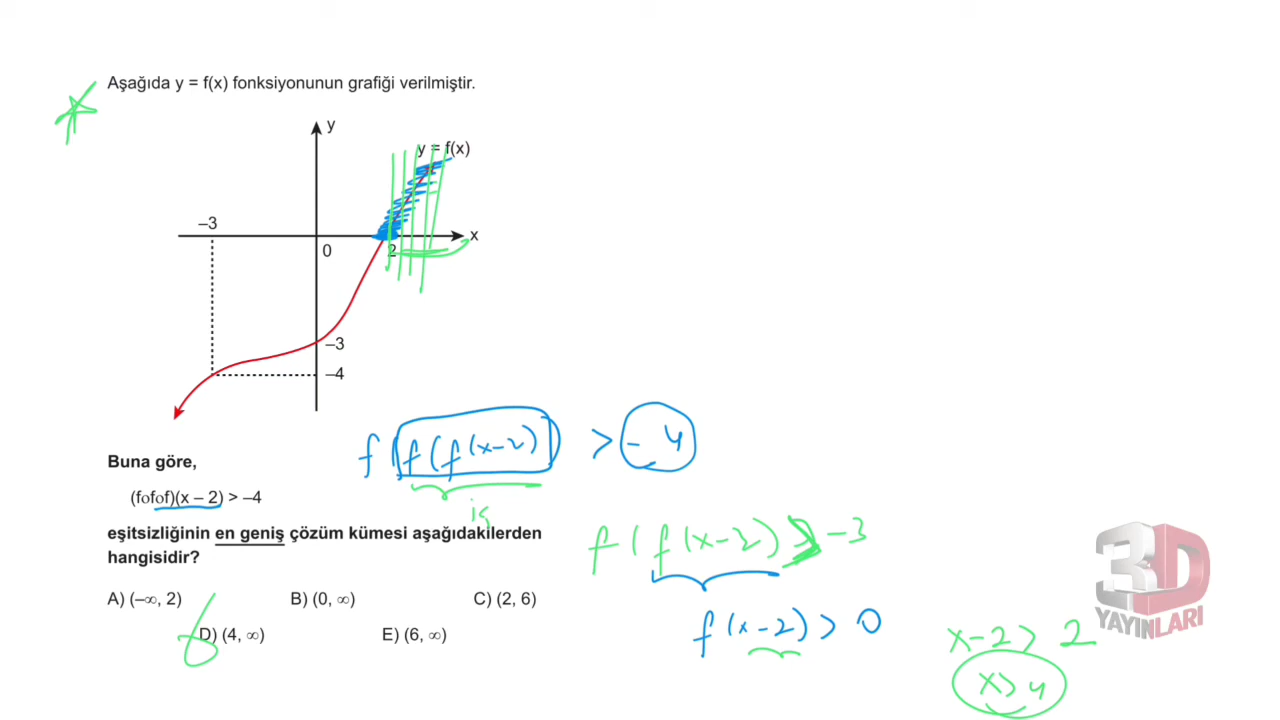 Aşağıda y = f(x) fonksiyonunun grafiği verilmiştir.
y
y = f(x)
–3
x
0
2
–3
–4
f(f(f(x-2)) > -4
iç
Buna göre,
(fofof)(x – 2) > –4
eşitsizliğinin en geniş çözüm kümesi aşağıdakilerden
hangisidir?
f(f(x-2)) > -3
A) (–∞, 2)
B) (0, ∞)
C) (2, 6)
D) (4, ∞)
E) (6, ∞)
f(x-2) > 0
x-2 > 2
x > 4
3D
YAYINLARI